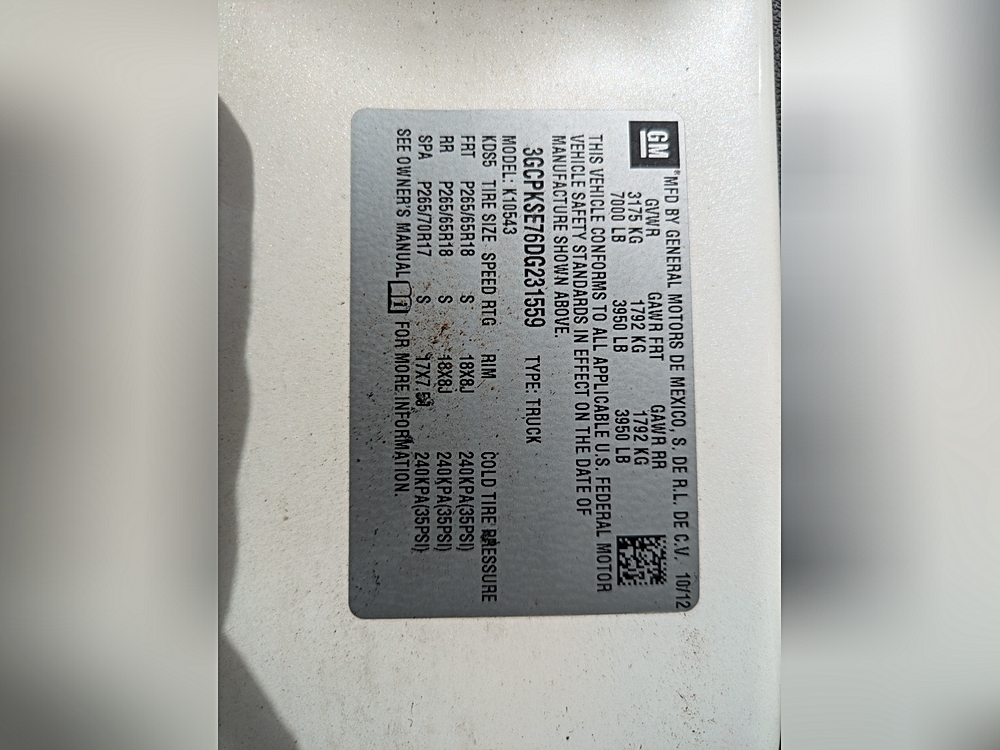 GM ®MFD BY GENERAL MOTORS DE MEXICO, S. DE R.L. DE C.V. 10/12
GVWR GAWR FRT GAWR RR
3175 KG 1792 KG 1792 KG
7000 LB 3950 LB 3950 LB
THIS VEHICLE CONFORMS TO ALL APPLICABLE U.S. FEDERAL MOTOR
VEHICLE SAFETY STANDARDS IN EFFECT ON THE DATE OF
MANUFACTURE SHOWN ABOVE.
3GCPKSE76DG231559 TYPE: TRUCK
MODEL: K10543
KDS5 TIRE SIZE SPEED RTG RIM COLD TIRE PRESSURE
FRT P265/65R18 S 18X8J 240KPA(35PSI)
RR P265/65R18 S 18X8J 240KPA(35PSI)
SPA P265/70R17 S 240KPA(35PSI)
SEE OWNER'S MANUAL FOR MORE INFORMATION.